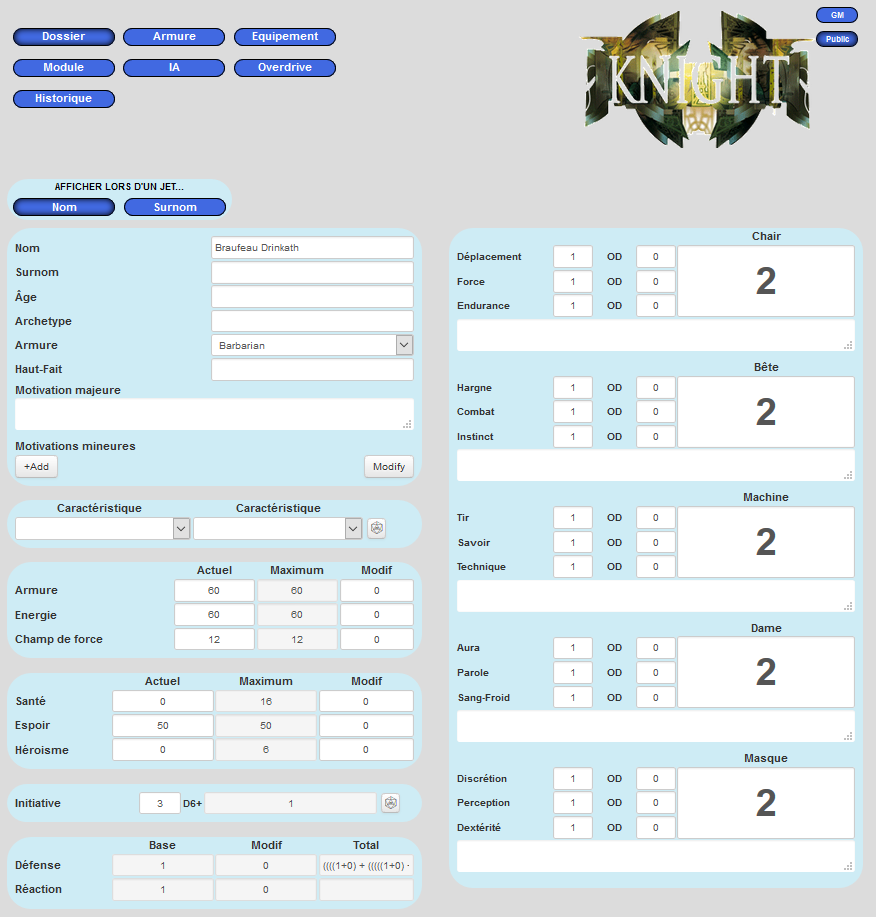 Dossier Armure Equipement
Module IA Overdrive
Historique
KNIGHT
GM
Public
AFFICHER LORS D'UN JET...
Nom Surnom
Nom Braufeau Drinkath
Surnom
Âge
Archetype
Armure Barbarian
Haut-Fait
Motivation majeure
Motivations mineures
+Add Modify
Caractéristique Caractéristique
Actuel Maximum Modif
Armure 60 60 0
Energie 60 60 0
Champ de force 12 12 0
Actuel Maximum Modif
Santé 0 16 0
Espoir 50 50 0
Héroisme 0 6 0
Initiative 3 D6+ 1
Base Modif Total
Défense 1 0 ((((1+0) + (((((1+0) -
Réaction 1 0
Chair
Déplacement 1 OD 0
Force 1 OD 0
Endurance 1 OD 0
2
Bête
Hargne 1 OD 0
Combat 1 OD 0
Instinct 1 OD 0
2
Machine
Tir 1 OD 0
Savoir 1 OD 0
Technique 1 OD 0
2
Dame
Aura 1 OD 0
Parole 1 OD 0
Sang-Froid 1 OD 0
2
Masque
Discrétion 1 OD 0
Perception 1 OD 0
Dextérité 1 OD 0
2